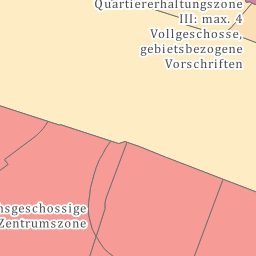 Quartiererhaltungszone
III: max. 4
Vollgeschosse,
gebietsbezogene
Vorschriften
nsgeschossige
Zentrumszone